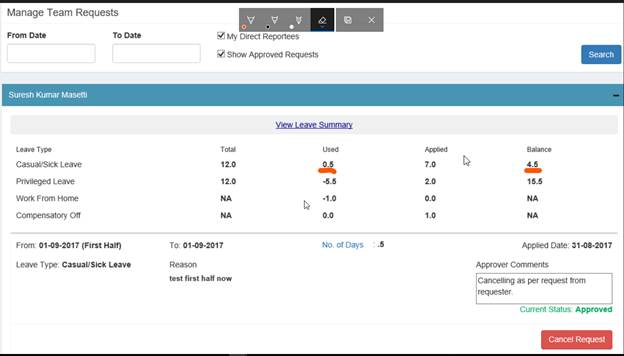 Manage Team Requests
From Date To Date My Direct Reportees
Show Approved Requests
Search
Suresh Kumar Masetti
View Leave Summary
Leave Type Total Used Applied Balance
Casual/Sick Leave 12.0 0.5 7.0 4.5
Privileged Leave 12.0 -5.5 2.0 15.5
Work From Home NA -1.0 0.0 NA
Compensatory Off NA 0.0 1.0 NA
From: 01-09-2017 (First Half) To: 01-09-2017 No. of Days : .5 Applied Date: 31-08-2017
Leave Type: Casual/Sick Leave Reason Approver Comments
test first half now
Cancelling as per request from
requester.
Current Status: Approved
Cancel Request